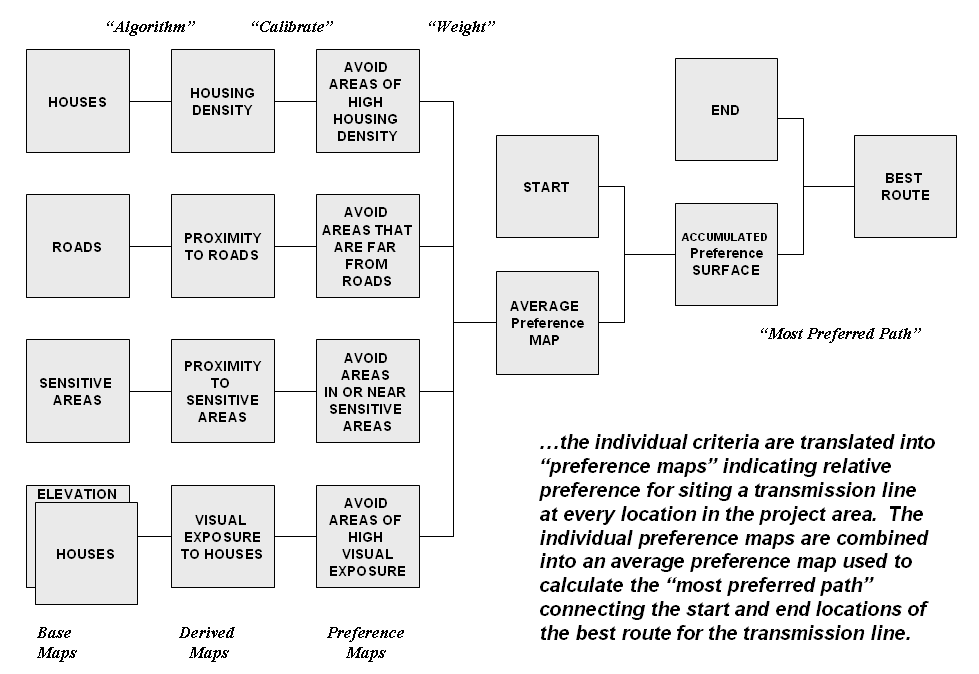 “Algorithm”
“Calibrate”
“Weight”
HOUSES
HOUSING
DENSITY
AVOID
AREAS OF
HIGH
HOUSING
DENSITY
ROADS
PROXIMITY
TO ROADS
AVOID
AREAS THAT
ARE FAR
FROM
ROADS
SENSITIVE
AREAS
PROXIMITY
TO
SENSITIVE
AREAS
AVOID
AREAS
IN OR NEAR
SENSITIVE
AREAS
ELEVATION
HOUSES
VISUAL
EXPOSURE
TO HOUSES
AVOID
AREAS OF
HIGH
VISUAL
EXPOSURE
Base
Maps
Derived
Maps
Preference
Maps
START
AVERAGE
Preference
MAP
END
ACCUMULATED
Preference
SURFACE
BEST
ROUTE
“Most Preferred Path”
…the individual criteria are translated into
“preference maps” indicating relative
preference for siting a transmission line
at every location in the project area.  The
individual preference maps are combined
into an average preference map used to
calculate the “most preferred path”
connecting the start and end locations of
the best route for the transmission line.